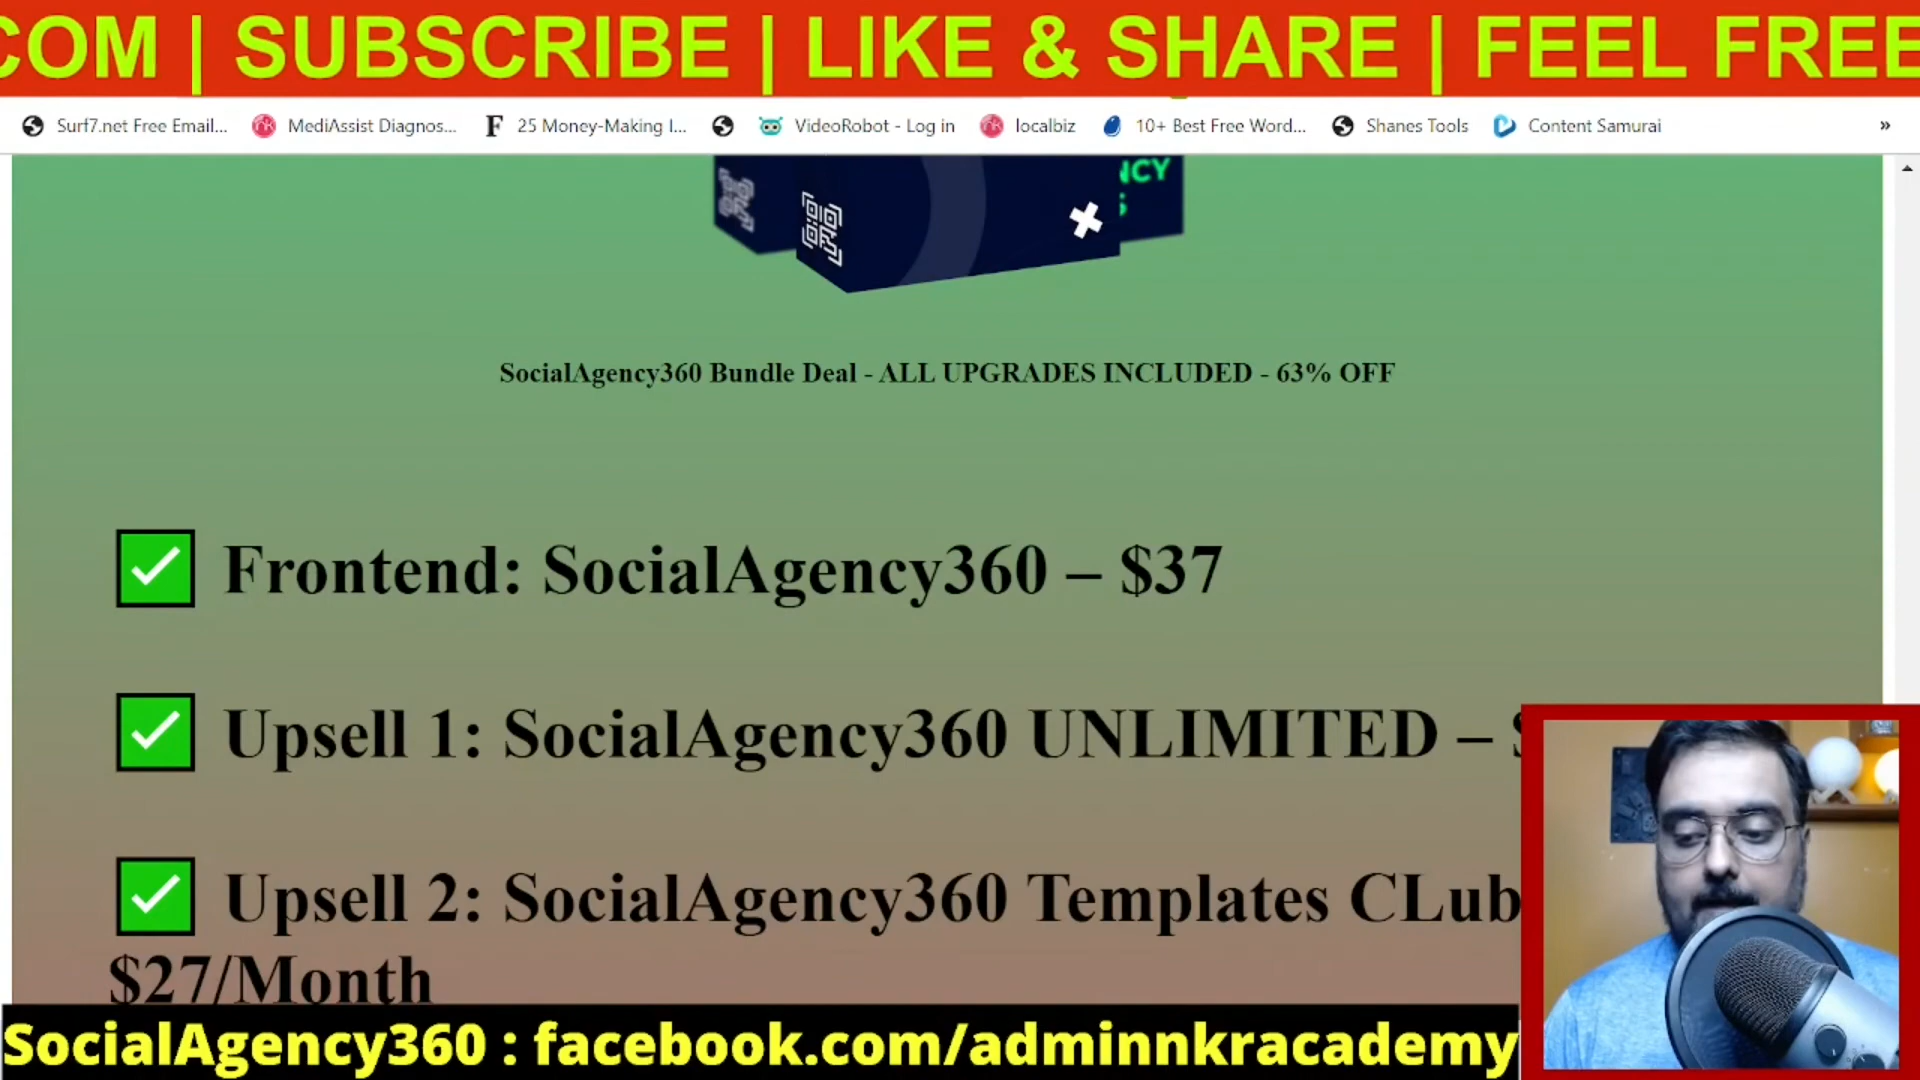 COM | SUBSCRIBE | LIKE & SHARE | FEEL FREE
Surf7.net Free Email... MediAssist Diagnos... 25 Money-Making I... VideoRobot - Log in localbiz 10+ Best Free Word... Shanes Tools Content Samurai »
NCY
S
SocialAgency360 Bundle Deal - ALL UPGRADES INCLUDED - 63% OFF
✅ Frontend: SocialAgency360 – $37
✅ Upsell 1: SocialAgency360 UNLIMITED –
✅ Upsell 2: SocialAgency360 Templates CLub
$27/Month
SocialAgency360 : facebook.com/adminnkracademy